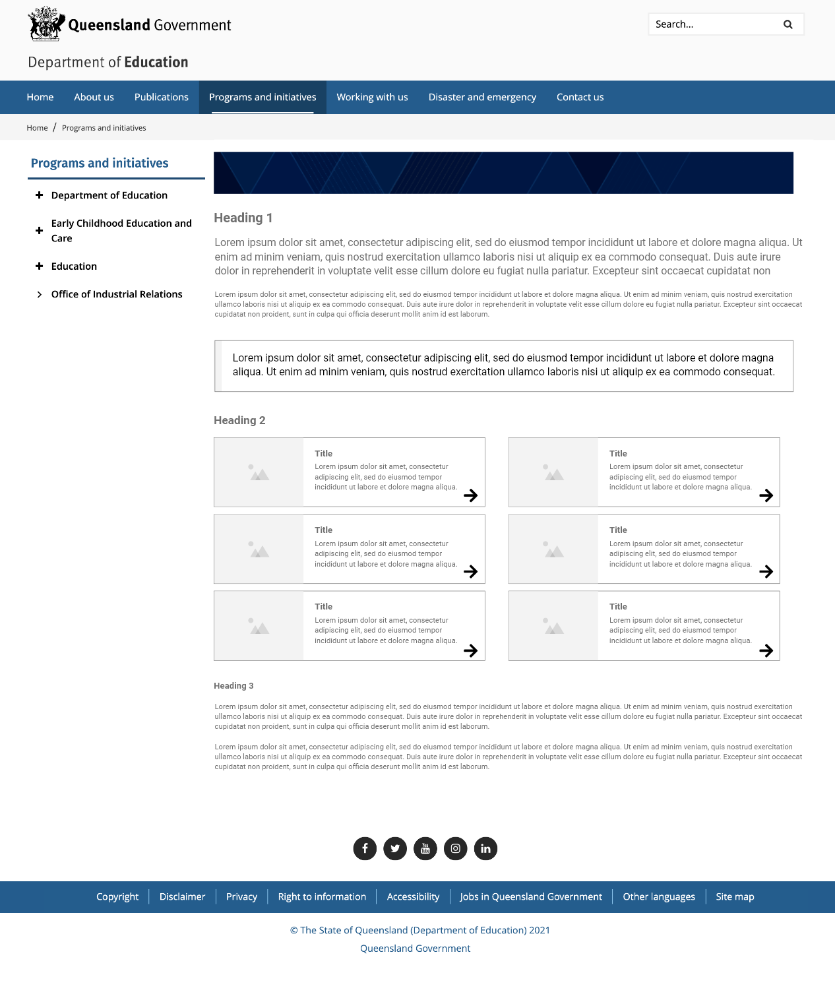 Queensland Government
Search...
Department of Education
Home About us Publications Programs and initiatives Working with us Disaster and emergency Contact us
Home / Programs and initiatives
Programs and initiatives
Department of Education
Early Childhood Education and
Care
Education
Office of Industrial Relations
Heading 1
Lorem ipsum dolor sit amet, consectetur adipiscing elit, sed do eiusmod tempor incididunt ut labore et dolore magna aliqua. Ut
enim ad minim veniam, quis nostrud exercitation ullamco laboris nisi ut aliquip ex ea commodo consequat. Duis aute irure
dolor in reprehenderit in voluptate velit esse cillum dolore eu fugiat nulla pariatur. Excepteur sint occaecat cupidatat non
Lorem ipsum dolor sit amet, consectetur adipiscing elit, sed do eiusmod tempor incididunt ut labore et dolore magna aliqua. Ut enim ad minim veniam, quis nostrud exercitation
ullamco laboris nisi ut aliquip ex ea commodo consequat. Duis aute irure dolor in reprehenderit in voluptate velit esse cillum dolore eu fugiat nulla pariatur. Excepteur sint occaecat
cupidatat non proident, sunt in culpa qui officia deserunt mollit anim id est laborum.
Lorem ipsum dolor sit amet, consectetur adipiscing elit, sed do eiusmod tempor incididunt ut labore et dolore magna
aliqua. Ut enim ad minim veniam, quis nostrud exercitation ullamco laboris nisi ut aliquip ex ea commodo consequat.
Heading 2
Title
Lorem ipsum dolor sit amet, consectetur
adipiscing elit, sed do eiusmod tempor
incididunt ut labore et dolore magna aliqua.
Title
Lorem ipsum dolor sit amet, consectetur
adipiscing elit, sed do eiusmod tempor
incididunt ut labore et dolore magna aliqua.
Title
Lorem ipsum dolor sit amet, consectetur
adipiscing elit, sed do eiusmod tempor
incididunt ut labore et dolore magna aliqua.
Title
Lorem ipsum dolor sit amet, consectetur
adipiscing elit, sed do eiusmod tempor
incididunt ut labore et dolore magna aliqua.
Title
Lorem ipsum dolor sit amet, consectetur
adipiscing elit, sed do eiusmod tempor
incididunt ut labore et dolore magna aliqua.
Title
Lorem ipsum dolor sit amet, consectetur
adipiscing elit, sed do eiusmod tempor
incididunt ut labore et dolore magna aliqua.
Heading 3
Lorem ipsum dolor sit amet, consectetur adipiscing elit, sed do eiusmod tempor incididunt ut labore et dolore magna aliqua. Ut enim ad minim veniam, quis nostrud exercitation
ullamco laboris nisi ut aliquip ex ea commodo consequat. Duis aute irure dolor in reprehenderit in voluptate velit esse cillum dolore eu fugiat nulla pariatur. Excepteur sint occaecat
cupidatat non proident, sunt in culpa qui officia deserunt mollit anim id est laborum.
Lorem ipsum dolor sit amet, consectetur adipiscing elit, sed do eiusmod tempor incididunt ut labore et dolore magna aliqua. Ut enim ad minim veniam, quis nostrud exercitation
ullamco laboris nisi ut aliquip ex ea commodo consequat. Duis aute irure dolor in reprehenderit in voluptate velit esse cillum dolore eu fugiat nulla pariatur. Excepteur sint occaecat
cupidatat non proident, sunt in culpa qui officia deserunt mollit anim id est laborum.
You
Tube
Copyright Disclaimer Privacy Right to information Accessibility Jobs in Queensland Government Other languages Site map
© The State of Queensland (Department of Education) 2021
Queensland Government